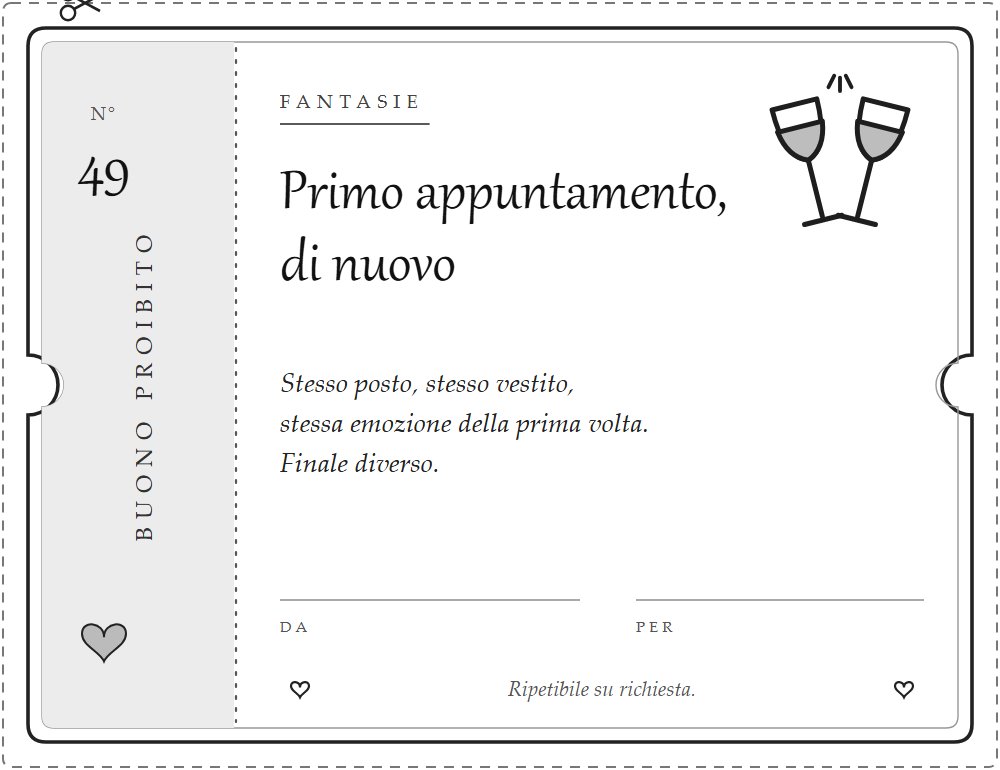 N°
49
BUONO PROIBITO
FANTASIE
Primo appuntamento,
di nuovo
Stesso posto, stesso vestito,
stessa emozione della prima volta.
Finale diverso.
DA
PER
Ripetibile su richiesta.